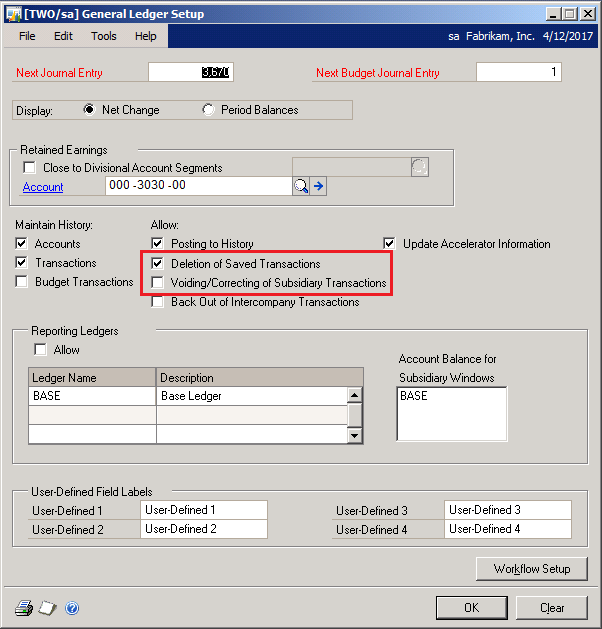 [TWO/sa] General Ledger Setup
File Edit Tools Help sa Fabrikam, Inc. 4/12/2017
Next Journal Entry 3,670 Next Budget Journal Entry 1
Display: Net Change Period Balances
Retained Earnings
Close to Divisional Account Segments
Account 000 -3030 -00
Maintain History: Allow:
Accounts Posting to History Update Accelerator Information
Transactions Deletion of Saved Transactions
Budget Transactions Voiding/Correcting of Subsidiary Transactions
Back Out of Intercompany Transactions
Reporting Ledgers
Allow
Account Balance for
Subsidiary Windows
Ledger Name Description
BASE Base Ledger BASE
User-Defined Field Labels
User-Defined 1 User-Defined 1 User-Defined 3 User-Defined 3
User-Defined 2 User-Defined 2 User-Defined 4 User-Defined 4
Workflow Setup
OK Clear